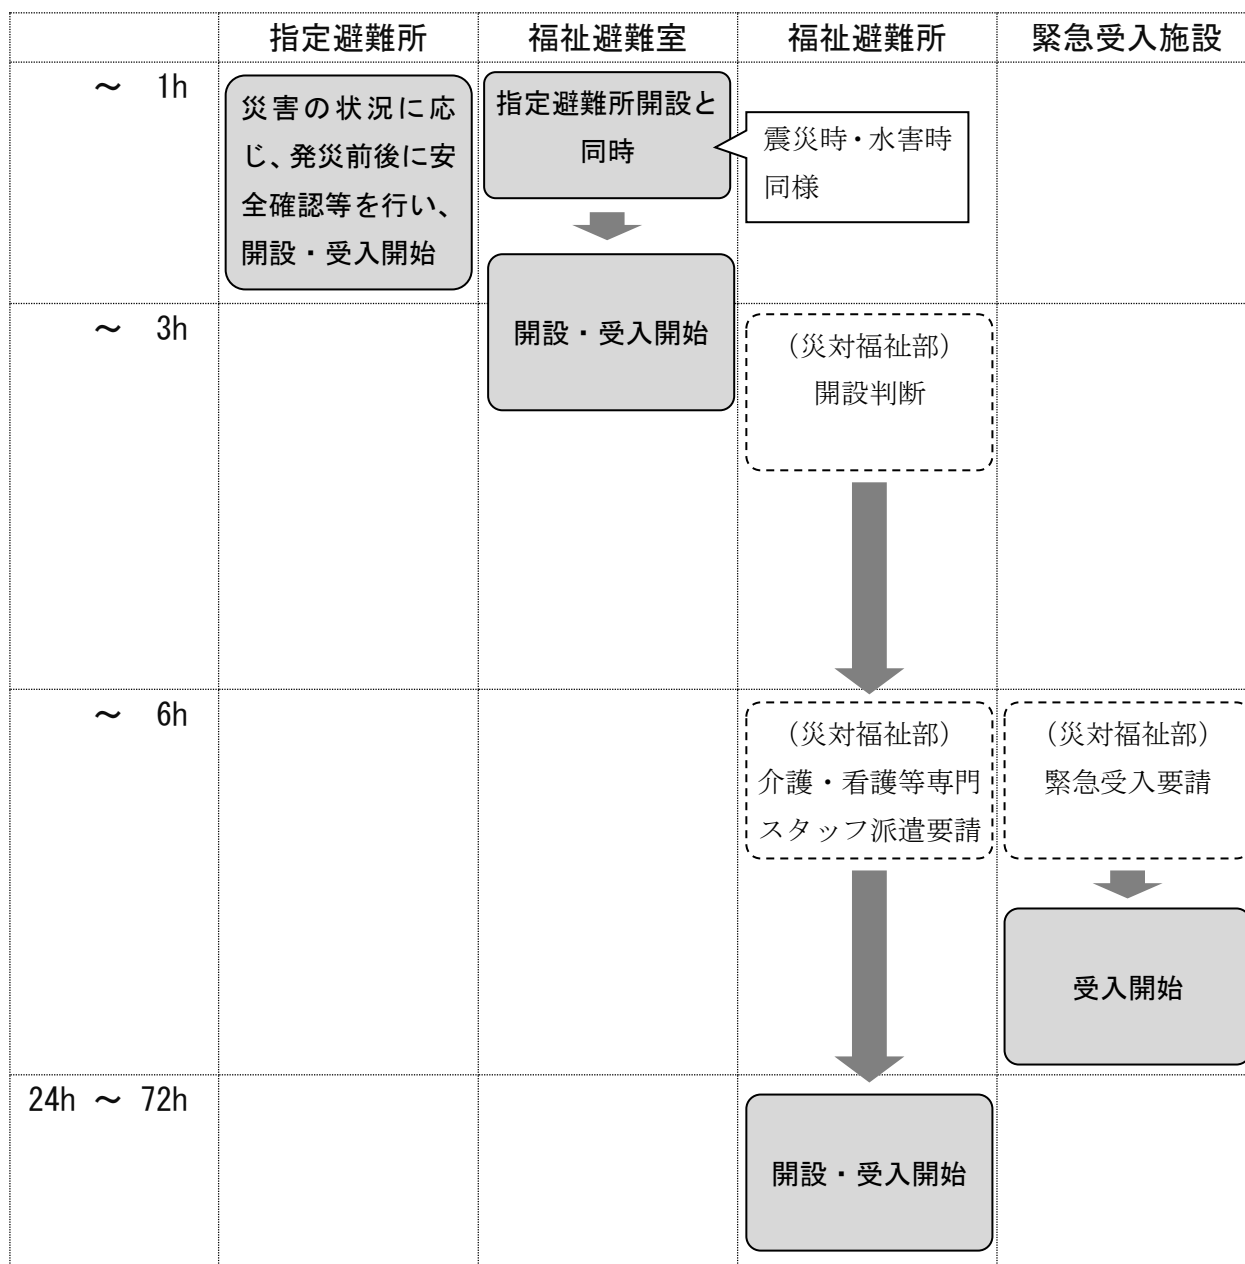 指定避難所
福祉避難室
福祉避難所
緊急受入施設
～ 1h
災害の状況に応
じ、発災前後に安
全確認等を行い、
開設・受入開始
指定避難所開設と
同時
震災時・水害時
同様
開設・受入開始
～ 3h
（災対福祉部）
開設判断
～ 6h
（災対福祉部）
介護・看護等専門
スタッフ派遣要請
（災対福祉部）
緊急受入要請
受入開始
24h ～ 72h
開設・受入開始